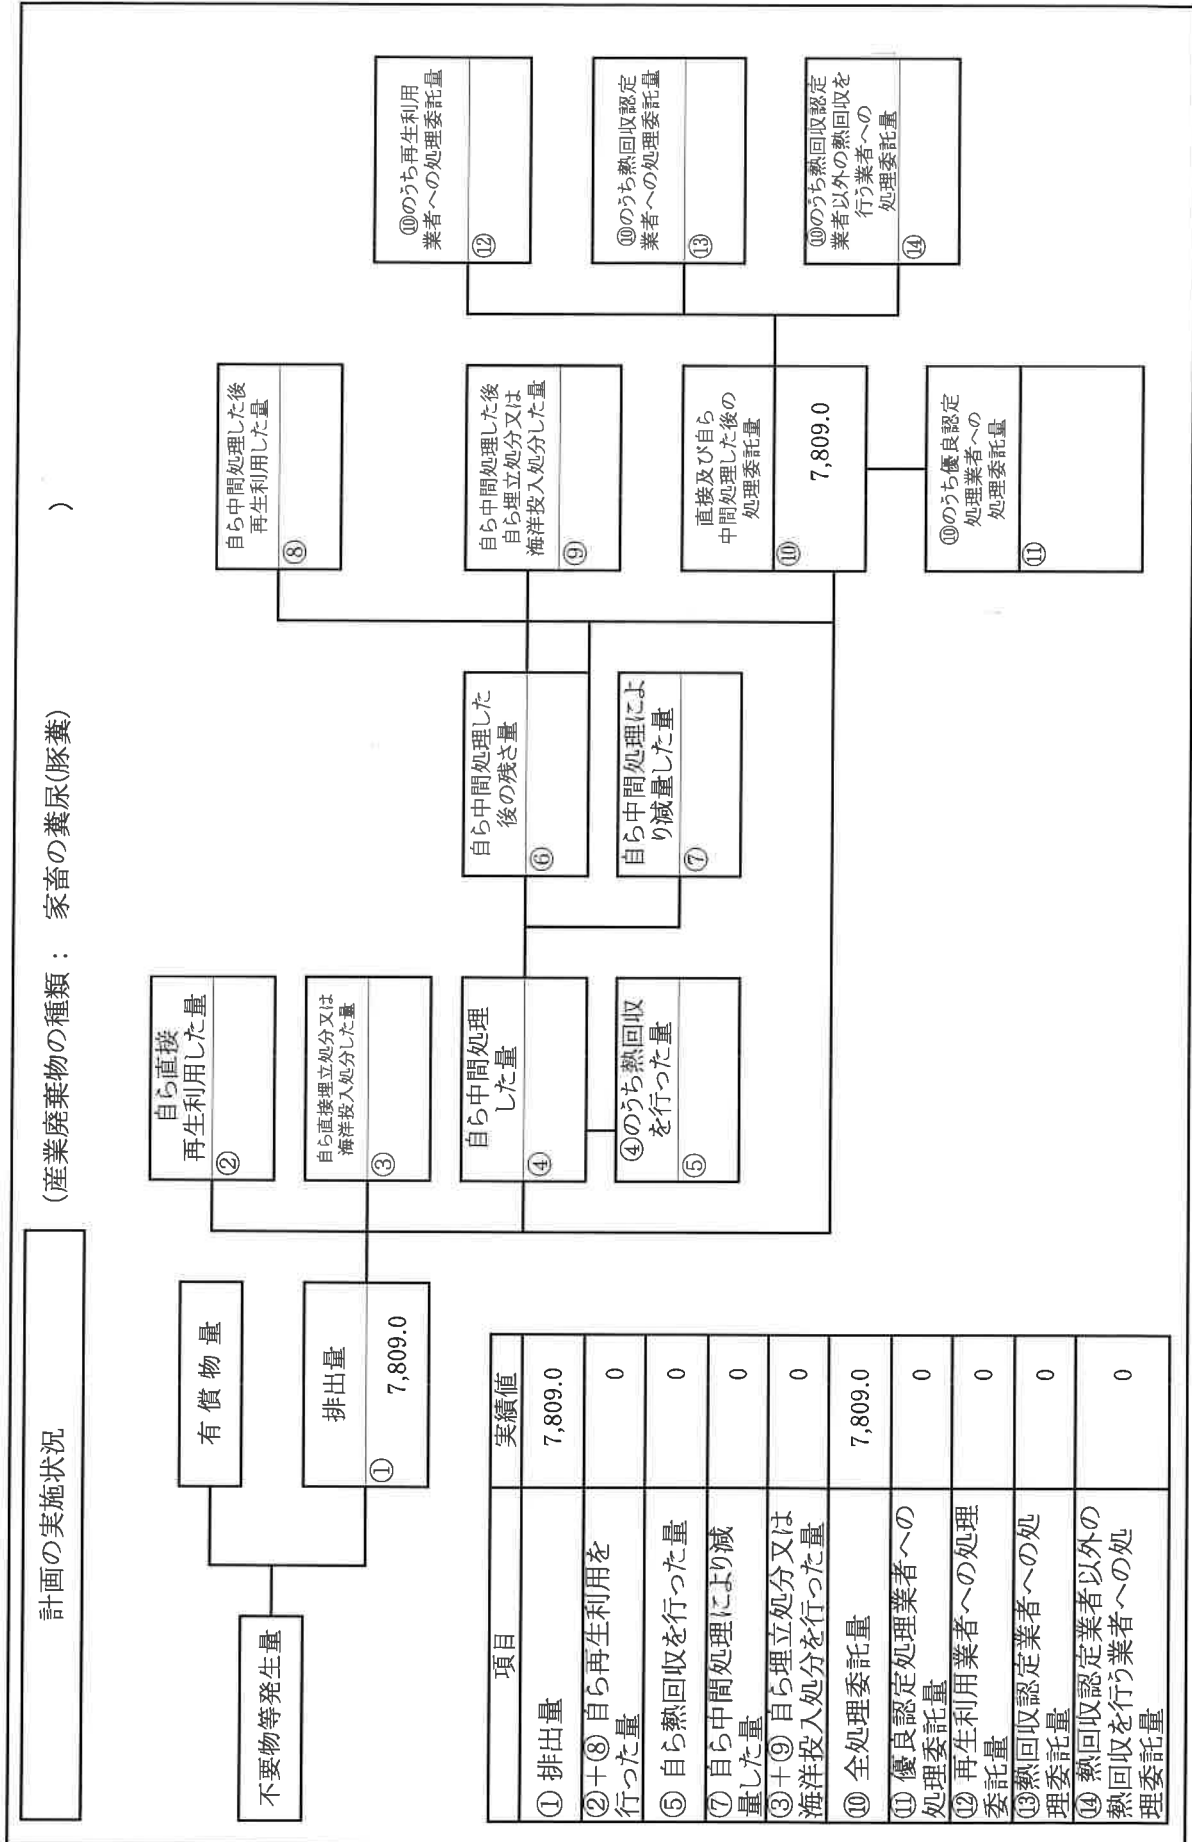 計画の実施状況
(産業廃棄物の種類： 家畜の糞尿(豚糞) )
不要物等発生量
有 償 物 量
排出量
① 7,809.0
自ら直接
再生利用した量
②
自ら直接埋立処分又は
海洋投入処分した量
③
自ら中間処理
した量
④
④のうち熱回収
を行った量
⑤
自ら中間処理した
後の残さ量
⑥
自ら中間処理によ
り減量した量
⑦
自ら中間処理した後
再生利用した量
⑧
自ら中間処理した後
自ら埋立処分又は
海洋投入処分した量
⑨
直接及び自ら
中間処理した後の
処理委託量
⑩ 7,809.0
⑩のうち優良認定
処理業者への
処理委託量
⑪
⑩のうち再生利用
業者への処理委託量
⑫
⑩のうち熱回収認定
業者への処理委託量
⑬
⑩のうち熱回収認定
業者以外の熱回収を
行う業者への
処理委託量
⑭
項目 実績値
① 排出量 7,809.0
②＋⑧ 自ら再生利用を
行った量 0
⑤ 自ら熱回収を行った量 0
⑦ 自ら中間処理により減
量した量 0
③＋⑨ 自ら埋立処分又は
海洋投入処分を行った量 0
⑩ 全処理委託量 7,809.0
⑪ 優良認定処理業者への
処理委託量 0
⑫ 再生利用業者への処理
委託量 0
⑬熱回収認定業者への処
理委託量 0
⑭ 熱回収認定業者以外の
熱回収を行う業者への処
理委託量 0